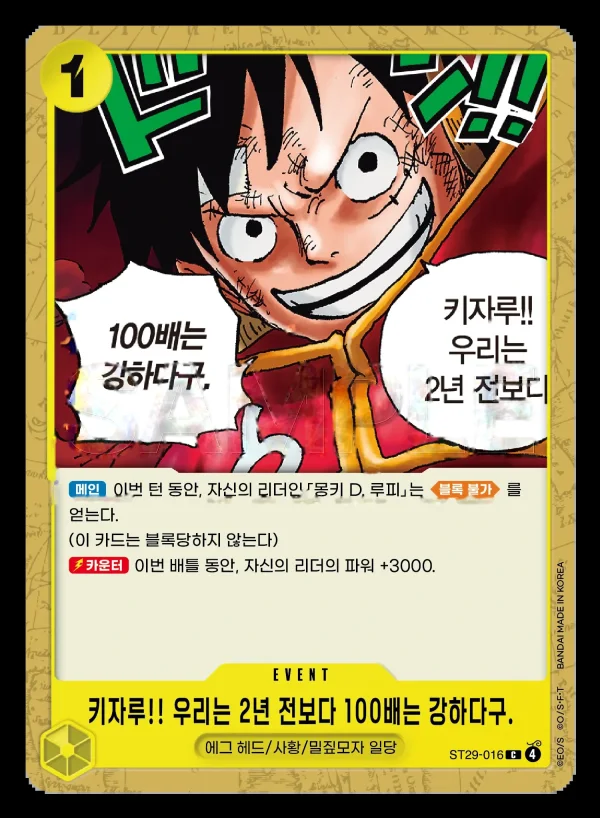 1
키자루!!
우리는
2년 전보다
100배는
강하다구.
SAMPLE
메인 이번 턴 동안, 자신의 리더인 「몽키 D. 루피」는 블록 불가 를
얻는다.
(이 카드는 블록당하지 않는다)
카운터 이번 배틀 동안, 자신의 리더의 파워 +3000.
EVENT
키자루!! 우리는 2년 전보다 100배는 강하다구.
에그 헤드/사황/밀짚모자 일당
ST29-016 C 4
©E.O/S ©O/S·F·T BANDAI MADE IN KOREA